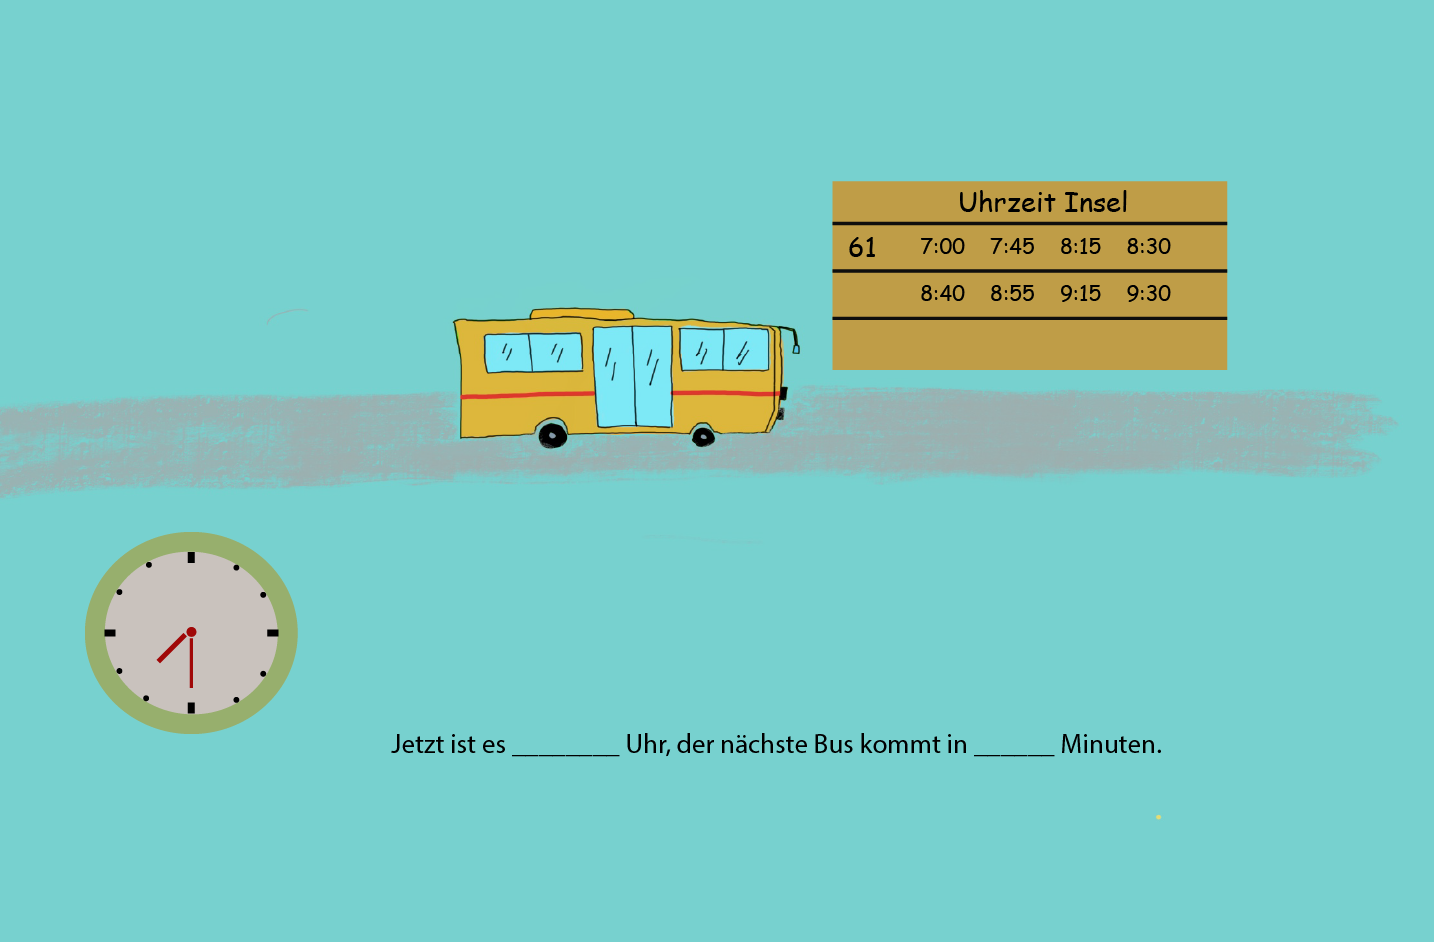 Uhrzeit Insel
61 7:00 7:45 8:15 8:30
8:40 8:55 9:15 9:30
Jetzt ist es ________ Uhr, der nächste Bus kommt in ______ Minuten.